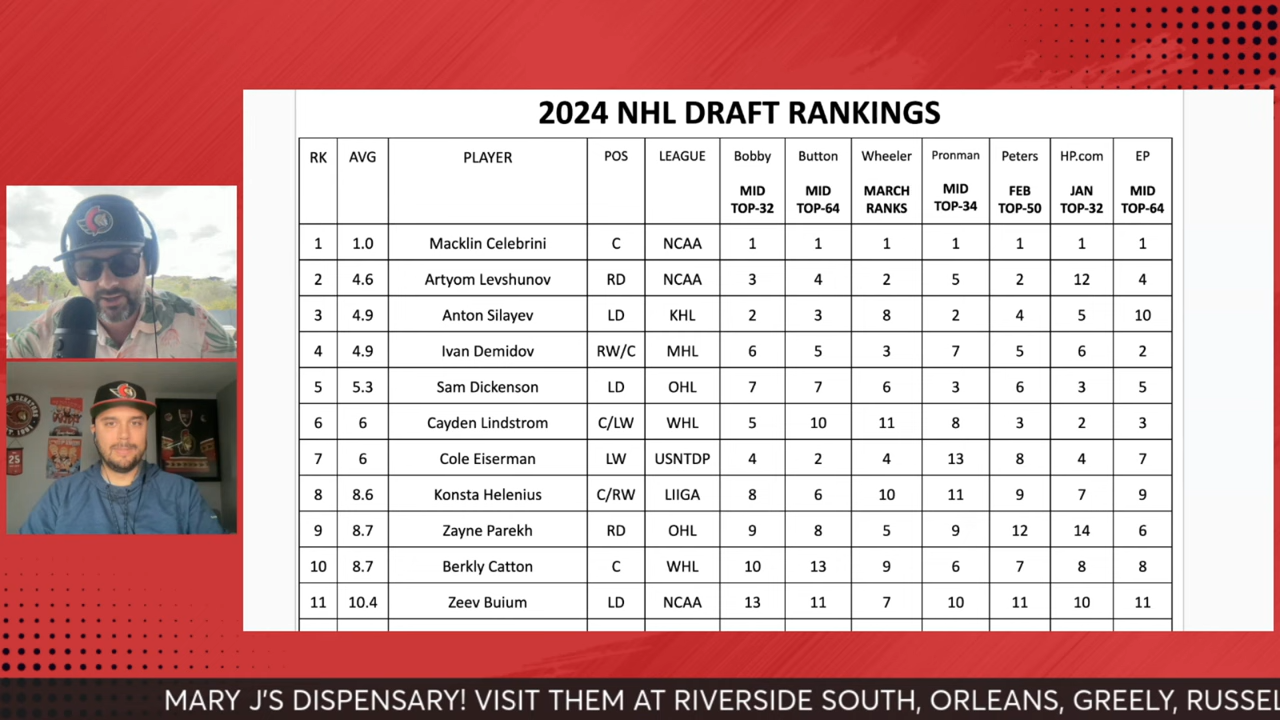 2024 NHL DRAFT RANKINGS
RK AVG PLAYER POS LEAGUE Bobby Button Wheeler Pronman Peters HP.com EP
MID MID MARCH MID FEB JAN MID
TOP-32 TOP-64 RANKS TOP-34 TOP-50 TOP-32 TOP-64
1 1.0 Macklin Celebrini C NCAA 1 1 1 1 1 1 1
2 4.6 Artyom Levshunov RD NCAA 3 4 2 5 2 12 4
3 4.9 Anton Silayev LD KHL 2 3 8 2 4 5 10
4 4.9 Ivan Demidov RW/C MHL 6 5 3 7 5 6 2
5 5.3 Sam Dickenson LD OHL 7 7 6 3 6 3 5
6 6 Cayden Lindstrom C/LW WHL 5 10 11 8 3 2 3
7 6 Cole Eiserman LW USNTDP 4 2 4 13 8 4 7
8 8.6 Konsta Helenius C/RW LIIGA 8 6 10 11 9 7 9
9 8.7 Zayne Parekh RD OHL 9 8 5 9 12 14 6
10 8.7 Berkly Catton C WHL 10 13 9 6 7 8 8
11 10.4 Zeev Buium LD NCAA 13 11 7 10 11 10 11
25
MARY J'S DISPENSARY! VISIT THEM AT RIVERSIDE SOUTH, ORLEANS, GREELY, RUSSEL